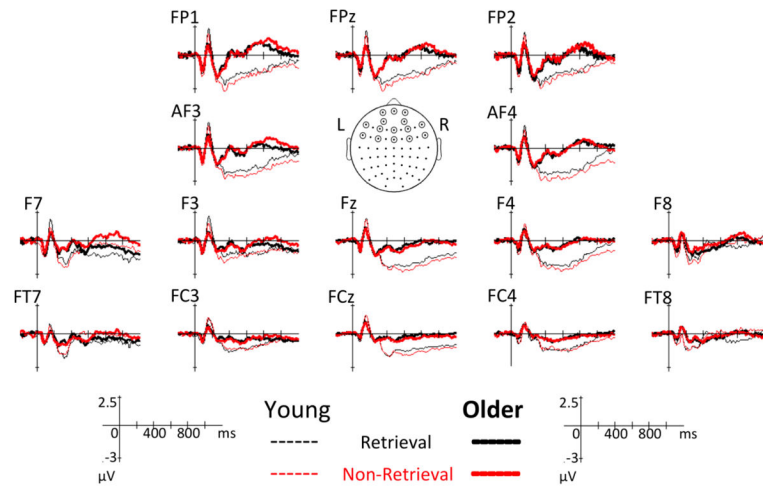 FP1 FPz FP2
AF3 L R AF4
F7 F3 Fz F4 F8
FT7 FC3 FCz FC4 FT8
2.5 Young Older 2.5
0 400 800 ms Retrieval 0 400 800 ms
-3 Non-Retrieval -3
μV μV